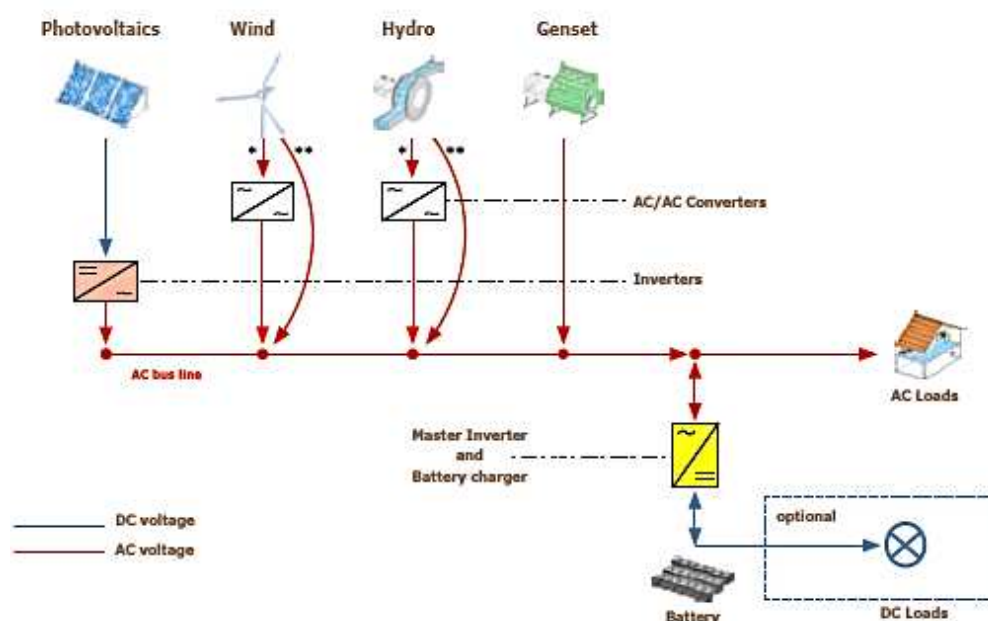 Photovoltaics
Wind
Hydro
Genset
*
**
*
**
AC/AC Converters
Inverters
AC bus line
AC Loads
Master Inverter
and
Battery charger
DC voltage
AC voltage
optional
Battery
DC Loads